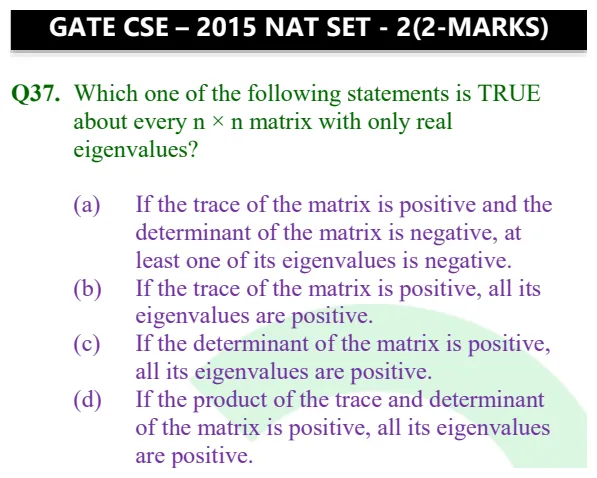 GATE CSE – 2015 NAT SET - 2(2-MARKS)
Q37. Which one of the following statements is TRUE
about every n × n matrix with only real
eigenvalues?
(a) If the trace of the matrix is positive and the
determinant of the matrix is negative, at
least one of its eigenvalues is negative.
(b) If the trace of the matrix is positive, all its
eigenvalues are positive.
(c) If the determinant of the matrix is positive,
all its eigenvalues are positive.
(d) If the product of the trace and determinant
of the matrix is positive, all its eigenvalues
are positive.